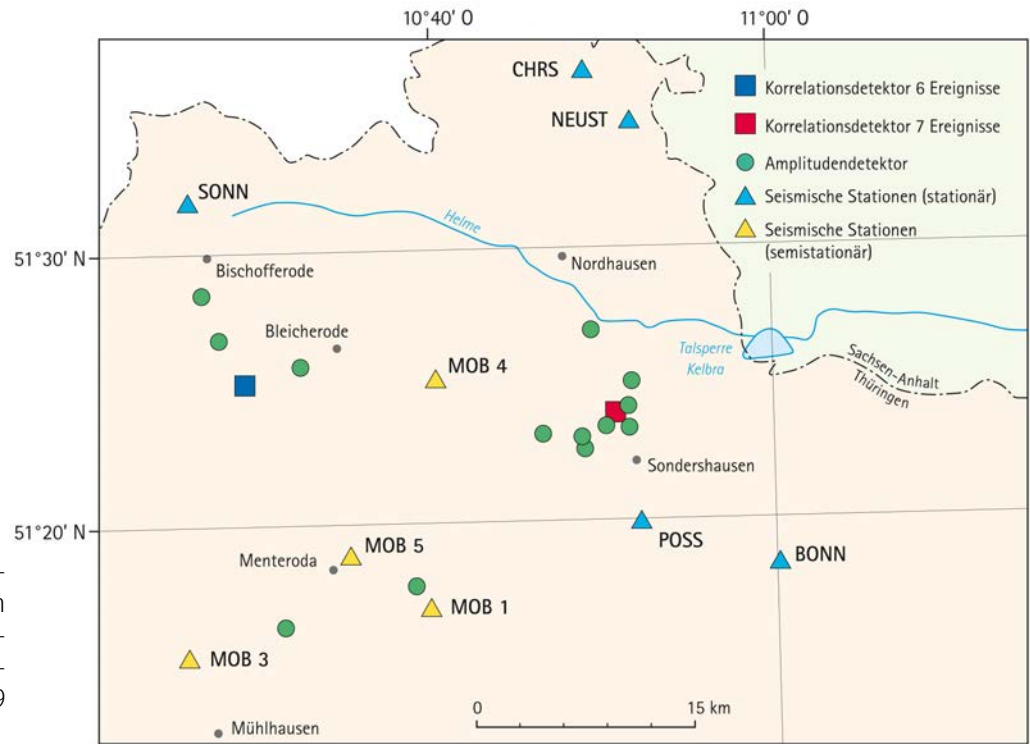 10°40' O
11°00' O
CHRS
NEUST
Korrelationsdetektor 6 Ereignisse
Korrelationsdetektor 7 Ereignisse
Amplitudendetektor
Seismische Stationen (stationär)
Seismische Stationen
(semistationär)
SONN
Helme
51°30' N
Bischofferode
Nordhausen
Bleicherode
MOB 4
Talsperre
Kelbra
Sachsen-Anhalt
Thüringen
Sondershausen
51°20' N
POSS
BONN
MOB 5
Menteroda
MOB 1
MOB 3
0
15 km
Mühlhausen
–
n
–
–
9